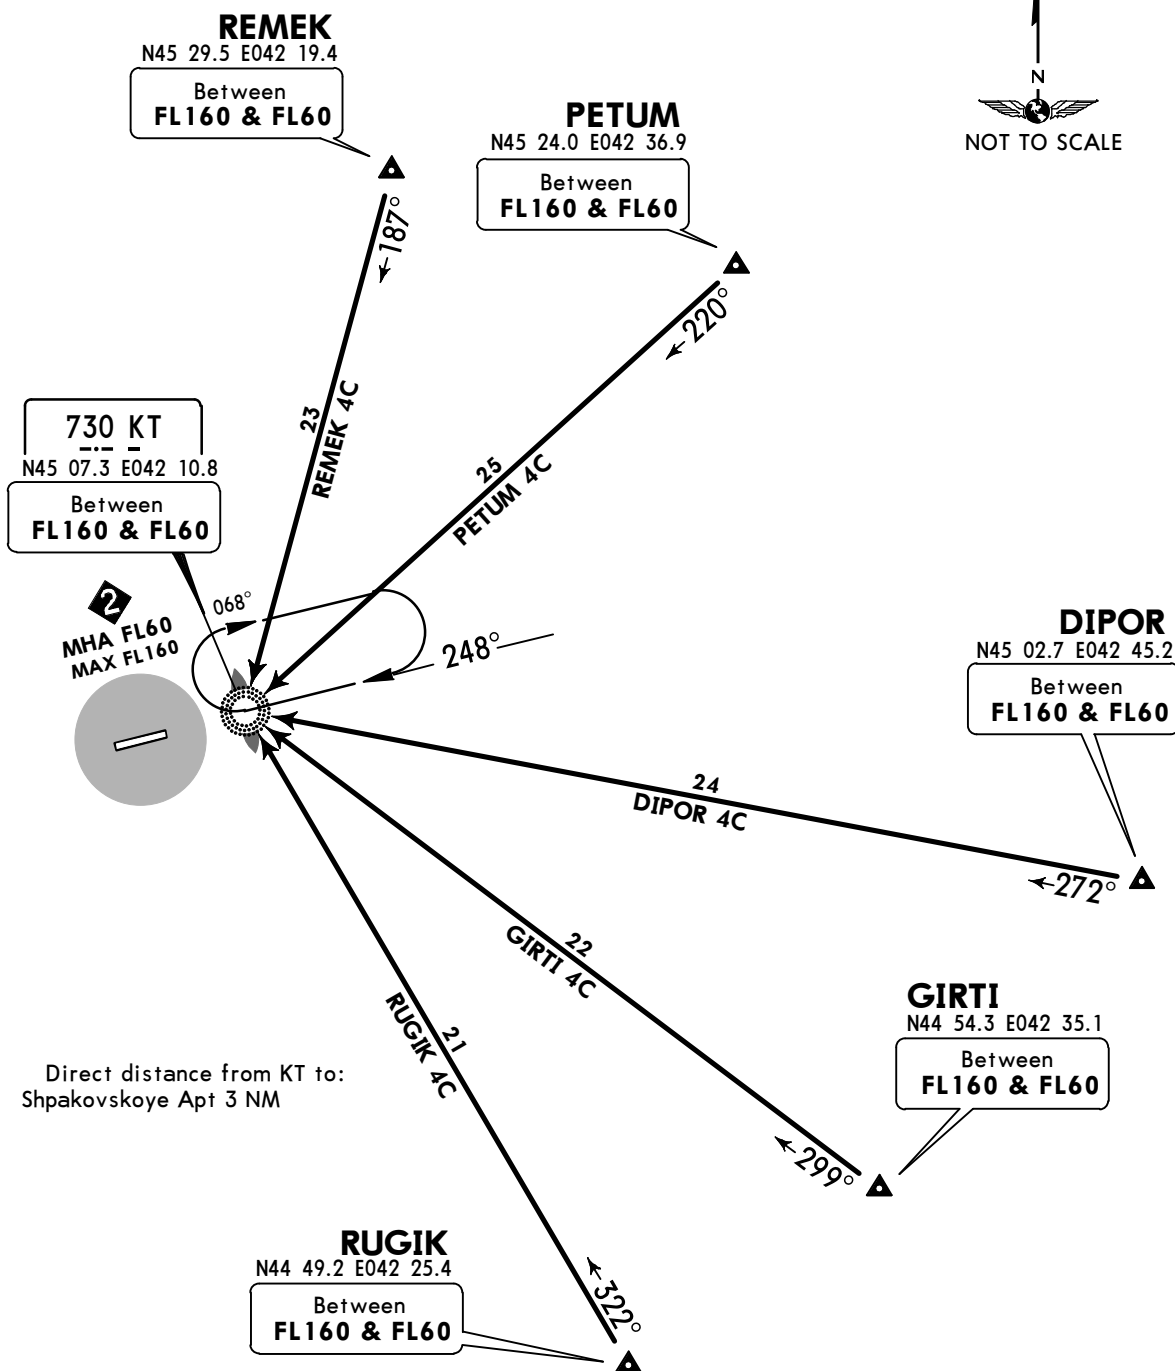 REMEK
N45 29.5 E042 19.4
Between
FL160 & FL60
187°
23
REMEK 4C
PETUM
N45 24.0 E042 36.9
Between
FL160 & FL60
220°
25
PETUM 4C
N
NOT TO SCALE
730 KT
N45 07.3 E042 10.8
Between
FL160 & FL60
2
MHA FL60
MAX FL160
068°
248°
DIPOR
N45 02.7 E042 45.2
Between
FL160 & FL60
24
DIPOR 4C
272°
22
GIRTI 4C
GIRTI
N44 54.3 E042 35.1
Between
FL160 & FL60
299°
21
RUGIK 4C
Direct distance from KT to:
Shpakovskoye Apt 3 NM
RUGIK
N44 49.2 E042 25.4
Between
FL160 & FL60
322°